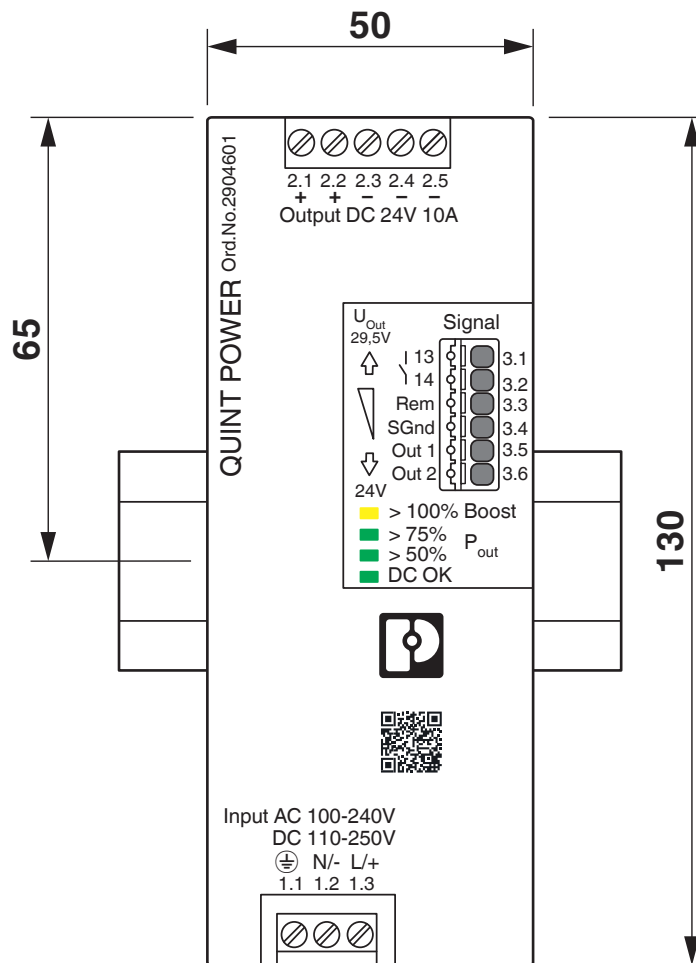 50
65
130
QUINT POWER Ord.No.2904601
2.1 2.2 2.3 2.4 2.5
+ + – – –
Output DC 24V 10A
UOut
29,5V
Signal
13 3.1
14 3.2
Rem 3.3
SGnd 3.4
Out 1 3.5
Out 2 3.6
24V
> 100% Boost
> 75%
> 50%
Pout
DC OK
Input AC 100-240V
DC 110-250V
N/- L/+
1.1 1.2 1.3